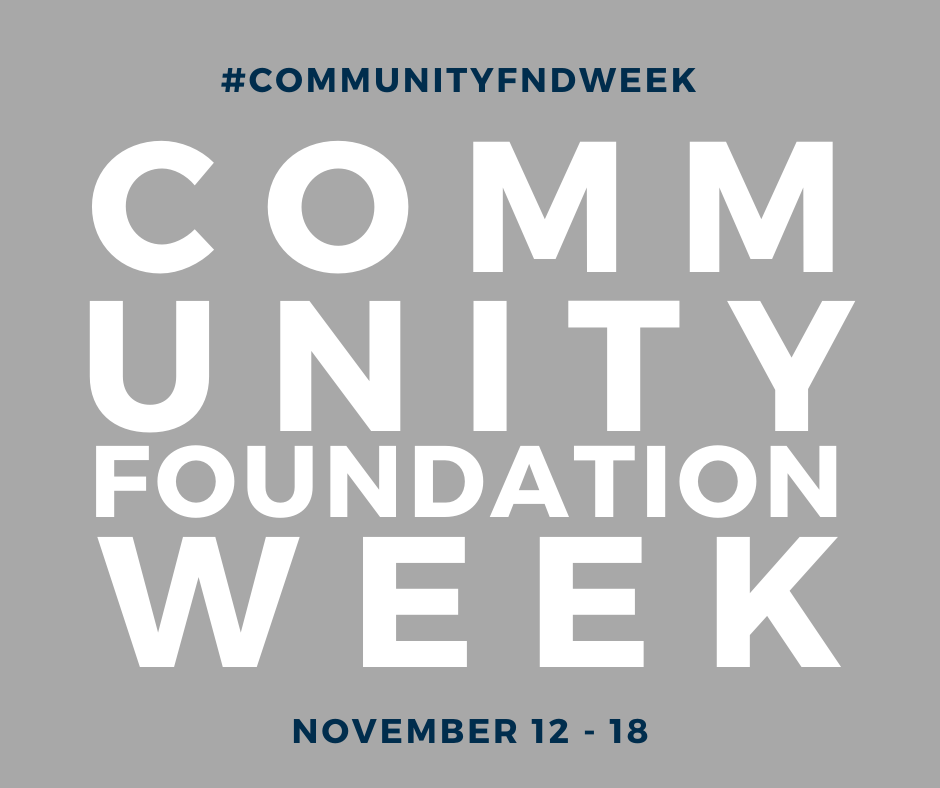 #COMMUNITYFNDWEEK
COMM
UNITY
FOUNDATION
WEEK
NOVEMBER 12 - 18